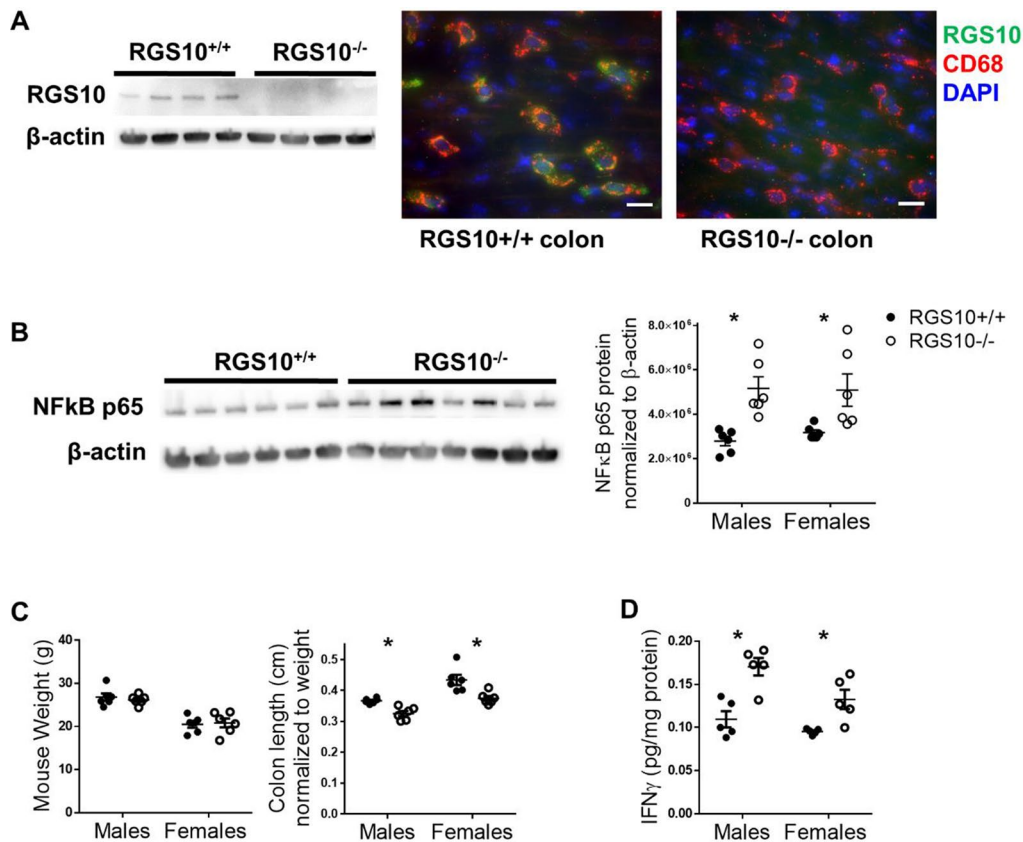 A
RGS10+/+ RGS10-/-
RGS10
β-actin
RGS10
CD68
DAPI
RGS10+/+ colon
RGS10-/- colon
B
RGS10+/+ RGS10-/-
NFkB p65
β-actin
NFκB p65 protein
normalized to β-actin
8.0×10⁶
6.0×10⁶
4.0×10⁶
2.0×10⁶
0
* *
Males Females
RGS10+/+
RGS10-/-
C
Mouse Weight (g)
40
30
20
10
0
Males Females
Colon length (cm)
normalized to weight
0.5
0.4
0.3
0.2
0.1
0.0
* *
Males Females
D
IFNγ (pg/mg protein)
0.20
0.15
0.10
0.05
0.00
* *
Males Females